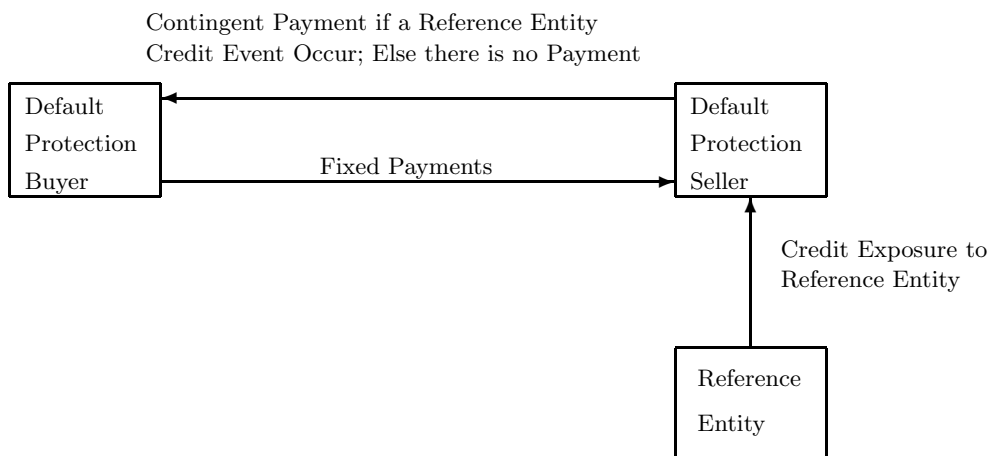 Contingent Payment if a Reference Entity
Credit Event Occur; Else there is no Payment
Default
Protection
Buyer
Fixed Payments
Default
Protection
Seller
Credit Exposure to
Reference Entity
Reference
Entity